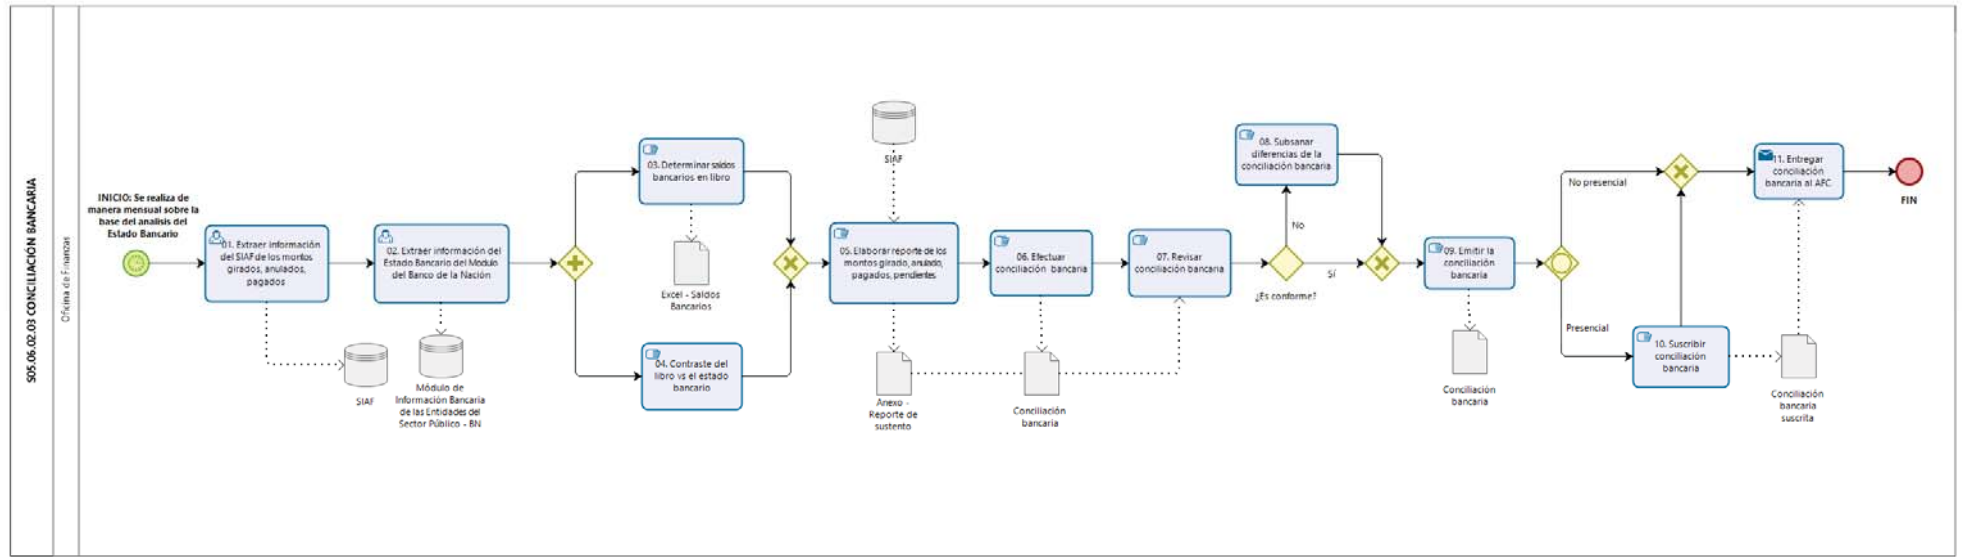 S05.06.02.03 CONCILIACIÓN BANCARIA
Oficina de Finanzas
INICIO: Se realiza de
manera mensual sobre la
base del analisis del
Estado Bancario
01. Extraer información
del SIAF de los montos
girados, anulados,
pagados
SIAF
02. Extraer información del
Estado Bancario del Módulo
del Banco de la Nación
Módulo de
Información Bancaria
de las Entidades del
Sector Público - BN
03. Determinar saldos
bancarios en libro
Excel - Saldos
Bancarios
04. Contraste del
libro vs el estado
bancario
SIAF
05. Elaborar reporte de los
montos girado, anulado,
pagados, pendientes
Anexo -
Reporte de
sustento
06. Efectuar
conciliación bancaria
Conciliación
bancaria
07. Revisar
conciliación bancaria
¿Es conforme?
No
Sí
08. Subsanar
diferencias de la
conciliación bancaria
09. Emitir la
conciliación
bancaria
Conciliación
bancaria
No presencial
Presencial
10. Suscribir
conciliación
bancaria
Conciliación
bancaria
suscrita
11. Entregar
conciliación
bancaria al AFC
FIN